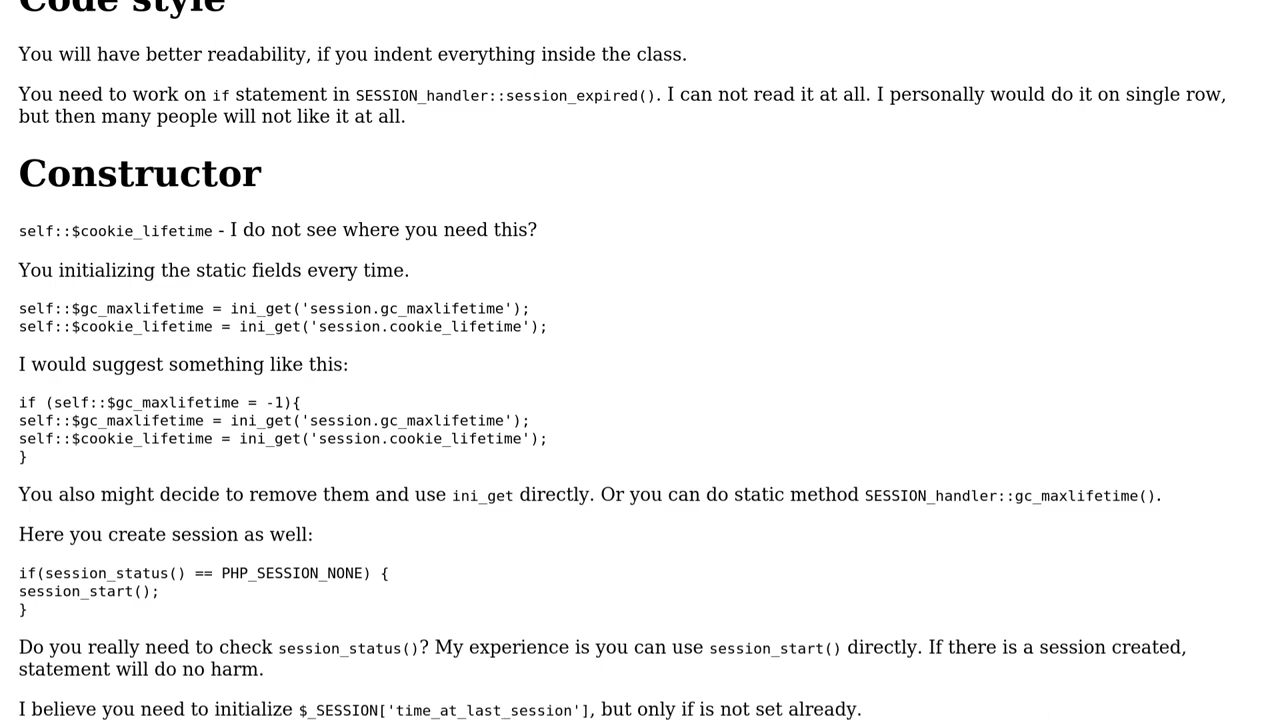 Code style
You will have better readability, if you indent everything inside the class.
You need to work on if statement in SESSION_handler::session_expired(). I can not read it at all. I personally would do it on single row,
but then many people will not like it at all.
Constructor
self::$cookie_lifetime - I do not see where you need this?
You initializing the static fields every time.
self::$gc_maxlifetime = ini_get('session.gc_maxlifetime');
self::$cookie_lifetime = ini_get('session.cookie_lifetime');
I would suggest something like this:
if (self::$gc_maxlifetime = -1){
self::$gc_maxlifetime = ini_get('session.gc_maxlifetime');
self::$cookie_lifetime = ini_get('session.cookie_lifetime');
}
You also might decide to remove them and use ini_get directly. Or you can do static method SESSION_handler::gc_maxlifetime().
Here you create session as well:
if(session_status() == PHP_SESSION_NONE) {
session_start();
}
Do you really need to check session_status()? My experience is you can use session_start() directly. If there is a session created,
statement will do no harm.
I believe you need to initialize $_SESSION['time_at_last_session'], but only if is not set already.